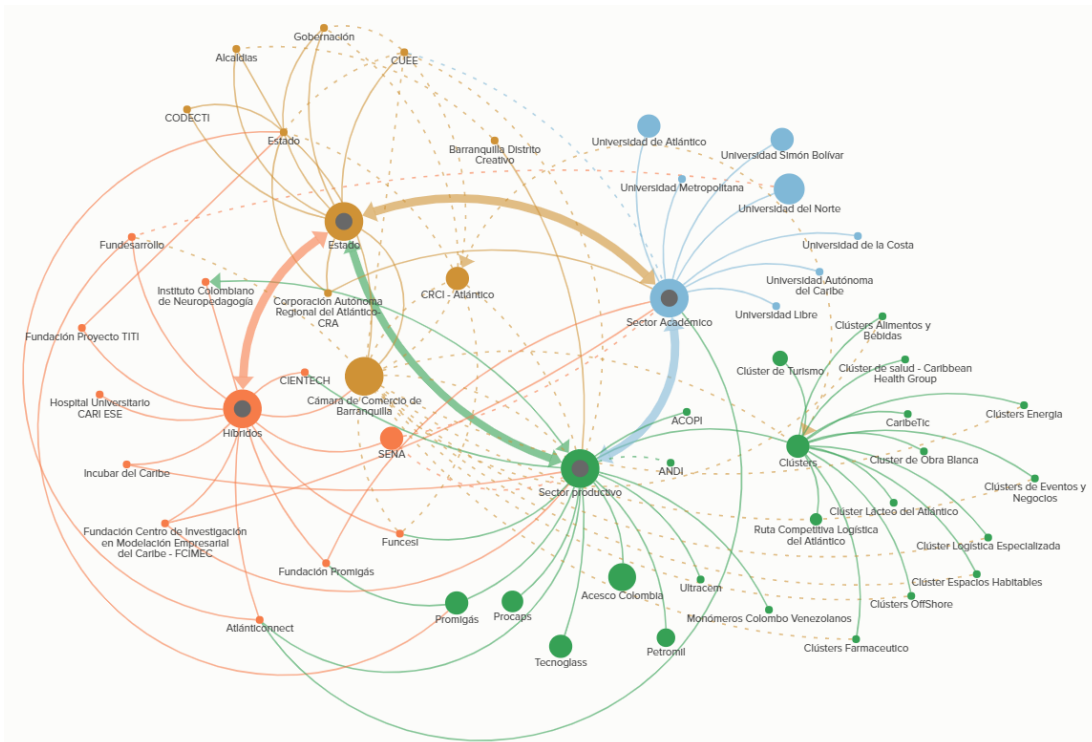 Gobernación
Alcaldias
CUEE
CODECTI
Estado
Barranquilla Distrito
Creativo
Universidad de Atlántico
Universidad Simón Bolívar
Universidad Metropolitana
Universidad del Norte
Fundesarrollo
Estado
Universidad de la Costa
Instituto Colombiano
de Neuropedagogía
Corporación Autónoma
Regional del Atlántico-
CRA
CRCI - Atlántico
Universidad Autónoma
del Caribe
Universidad Libre
Sector Académico
Fundación Proyecto TITI
Clústers Alimentos y
Bebidas
Clúster de Turismo
Clúster de salud - Caribbean
Health Group
CIENTECH
Cámara de Comercio de
Barranquilla
Hospital Universitario
CARI ESE
Híbridos
SENA
ACOPI
CaribeTic
Clústers Energia
Clústers
Cluster de Obra Blanca
Incubar del Caribe
ANDI
Sector productivo
Clústers de Eventos y
Negocios
Clúster Lácteo del Atlántico
Ruta Competitiva Logística
del Atlántico
Clúster Logística Especializada
Fundación Centro de Investigación
en Modelación Empresarial
del Caribe - FCIMEC
Funcesi
Fundación Promigás
Clúster Espacios Habitables
Clústers OffShore
Acesco Colombia
Ultracem
Monómeros Colombo Venezolanos
Promigás
Procaps
Atlánticonnect
Tecnoglass
Petromil
Clústers Farmaceutico